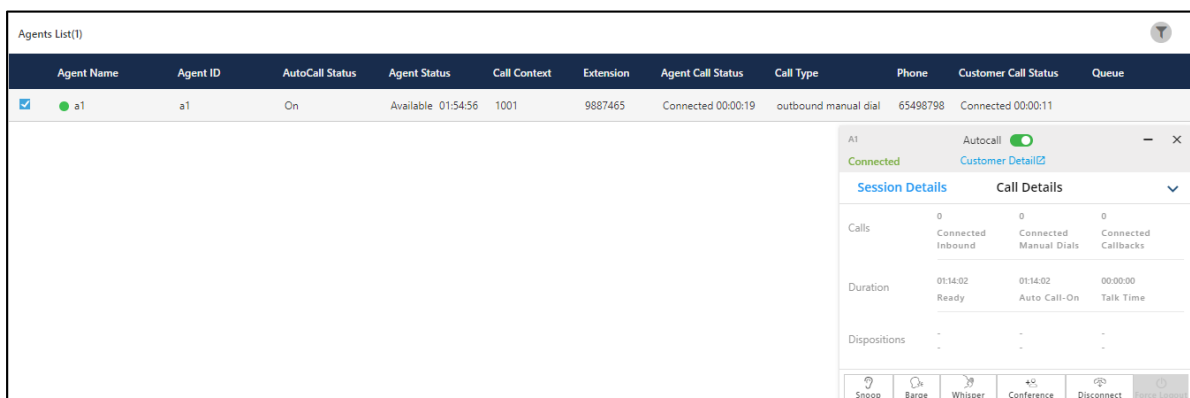 Agents List(1)
Agent Name Agent ID AutoCall Status Agent Status Call Context Extension Agent Call Status Call Type Phone Customer Call Status Queue
a1 a1 On Available 01:54:56 1001 9887465 Connected 00:00:19 outbound manual dial 65498798 Connected 00:00:11
A1 Autocall
Connected Customer Detail
Session Details Call Details
0 0 0
Calls Connected Connected Connected
Inbound Manual Dials Callbacks
01:14:02 01:14:02 00:00:00
Duration Ready Auto Call-On Talk Time
Dispositions - - -
- - -
Snoop Barge Whisper Conference Disconnect Force Logout